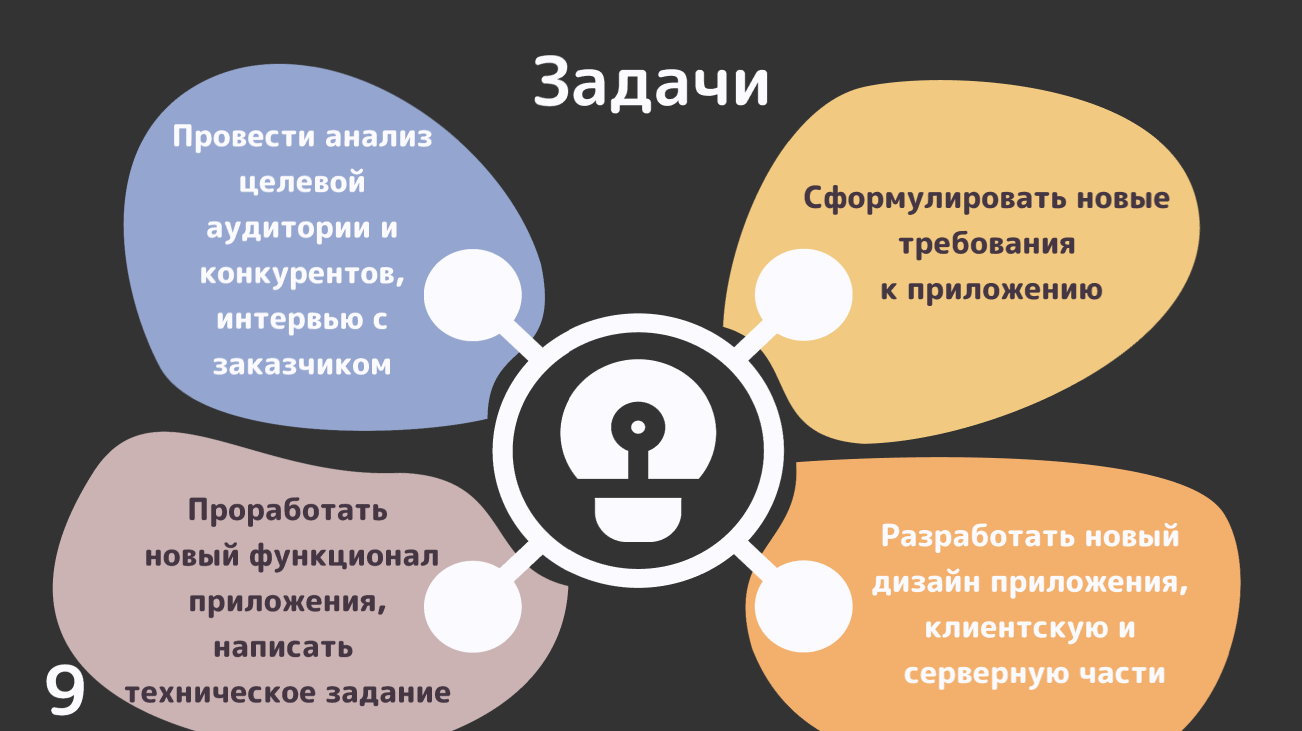 Задачи
Провести анализ
целевой
аудитории и
конкурентов,
интервью с
заказчиком
Сформулировать новые
требования
к приложению
Проработать
новый функционал
приложения,
написать
техническое задание
Разработать новый
дизайн приложения,
клиентскую и
серверную части
9